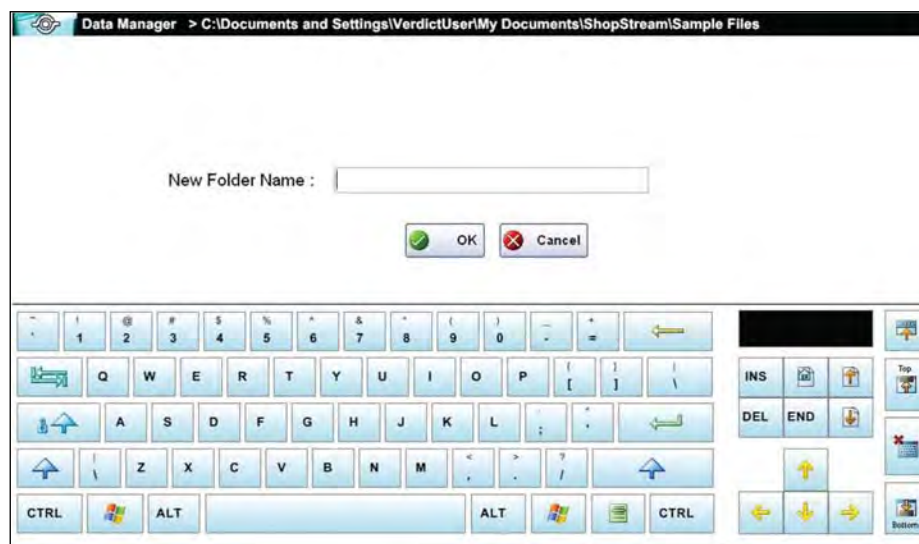 Data Manager > C:\Documents and Settings\VerdictUser\My Documents\ShopStream\Sample Files
New Folder Name :
OK Cancel
~ ! @ # $ % ^ & * ( ) _ +
` 1 2 3 4 5 6 7 8 9 0 - =
Q W E R T Y U I O P [ ] \
INS
Top
A S D F G H J K L ;
DEL END
\ Z X C V B N M , . /
< > ?
CTRL ALT ALT CTRL
Bottom